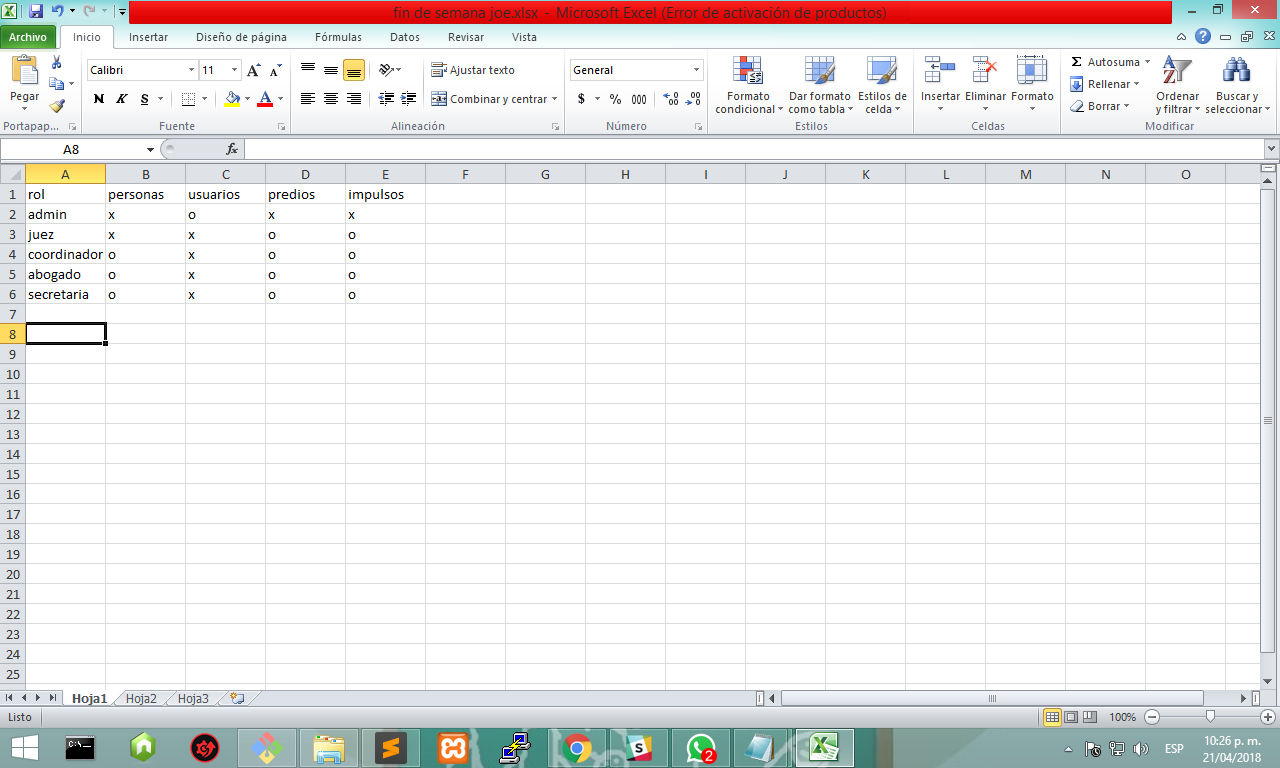 fin de semana joe.xlsx - Microsoft Excel (Error de activación de productos)
Archivo Inicio Insertar Diseño de página Fórmulas Datos Revisar Vista
Calibri 11 Ajustar texto General Autosuma
Pegar Formato condicional Dar formato como tabla Estilos de celda Insertar Eliminar Formato Rellenar Ordenar y filtrar Buscar y seleccionar
N K S Combinar y centrar $ % 000 Borrar
Portapap... Fuente Alineación Número Estilos Celdas Modificar
A8 fx
A B C D E F G H I J K L M N O
1 rol personas usuarios predios impulsos
2 admin x o x x
3 juez x x o o
4 coordinador o x o o
5 abogado o x o o
6 secretaria o x o o
7
8
9
10
11
12
13
14
15
16
17
18
19
20
21
22
23
24
25
Hoja1 Hoja2 Hoja3
Listo 100%
ESP 10:26 p. m.
21/04/2018